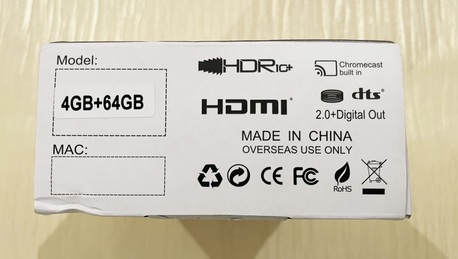 Model:
4GB+64GB
MAC:
HDR10+
Chromecast
built in
HDMI
dts
2.0+Digital Out
MADE IN CHINA
OVERSEAS USE ONLY
CE FC
RoHS